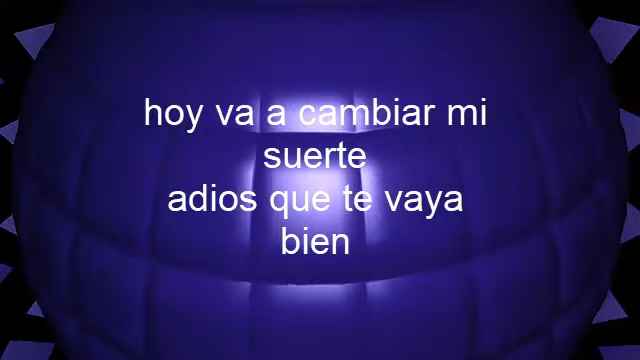 hoy va a cambiar mi
suerte
adios que te vaya
bien